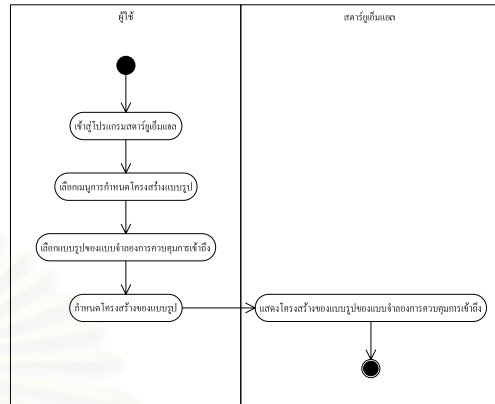 ผู้ใช้
สตาร์ยูเอ็มแอล
เข้าสู่โปรแกรมสตาร์ยูเอ็มแอล
เลือกเมนูการกำหนดโครงสร้างแบบรูป
เลือกแบบรูปของแบบจำลองการควบคุมการเข้าถึง
กำหนดโครงสร้างของแบบรูป
แสดงโครงสร้างของแบบรูปของแบบจำลองการควบคุมการเข้าถึง